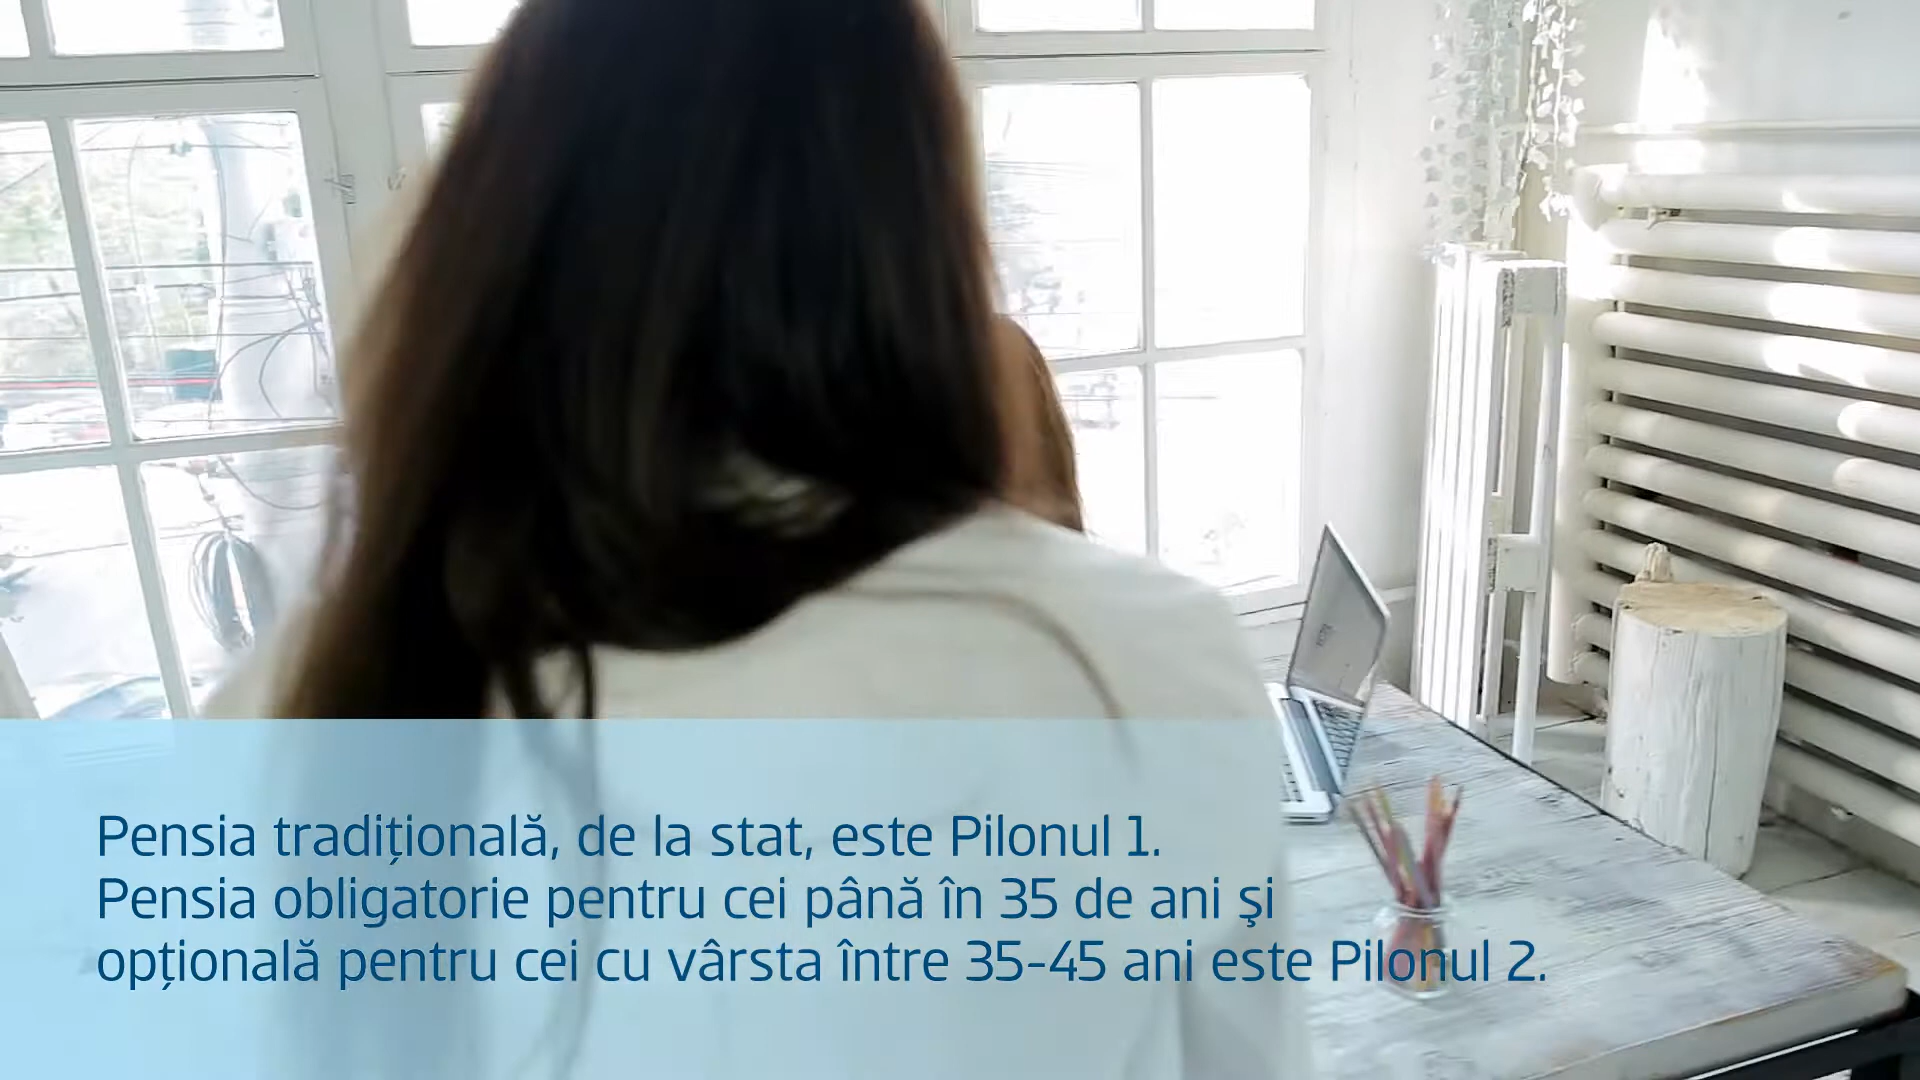 Pensia tradițională, de la stat, este Pilonul 1.
Pensia obligatorie pentru cei până în 35 de ani şi
opțională pentru cei cu vârsta între 35-45 ani este Pilonul 2.